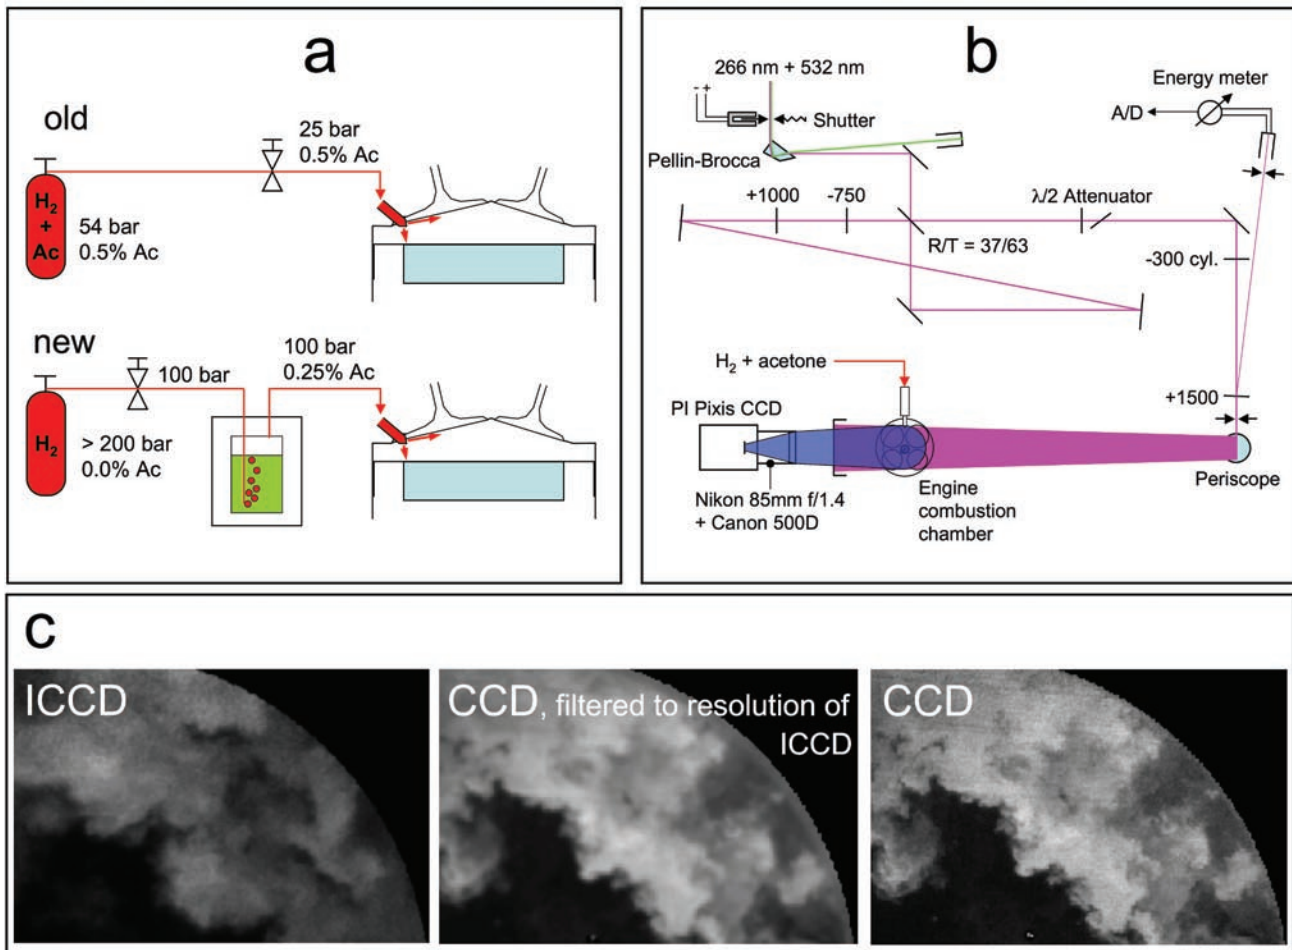 a
old
25 bar
0.5% Ac
H₂
+
Ac
54 bar
0.5% Ac
new
100 bar
100 bar
0.25% Ac
H₂
> 200 bar
0.0% Ac
b
266 nm + 532 nm
- +
Shutter
Pellin-Brocca
Energy meter
A/D
+1000
-750
λ/2 Attenuator
R/T = 37/63
-300 cyl.
H₂ + acetone
+1500
PI Pixis CCD
Periscope
Nikon 85mm f/1.4
+ Canon 500D
Engine
combustion
chamber
c
ICCD
CCD, filtered to resolution of
ICCD
CCD